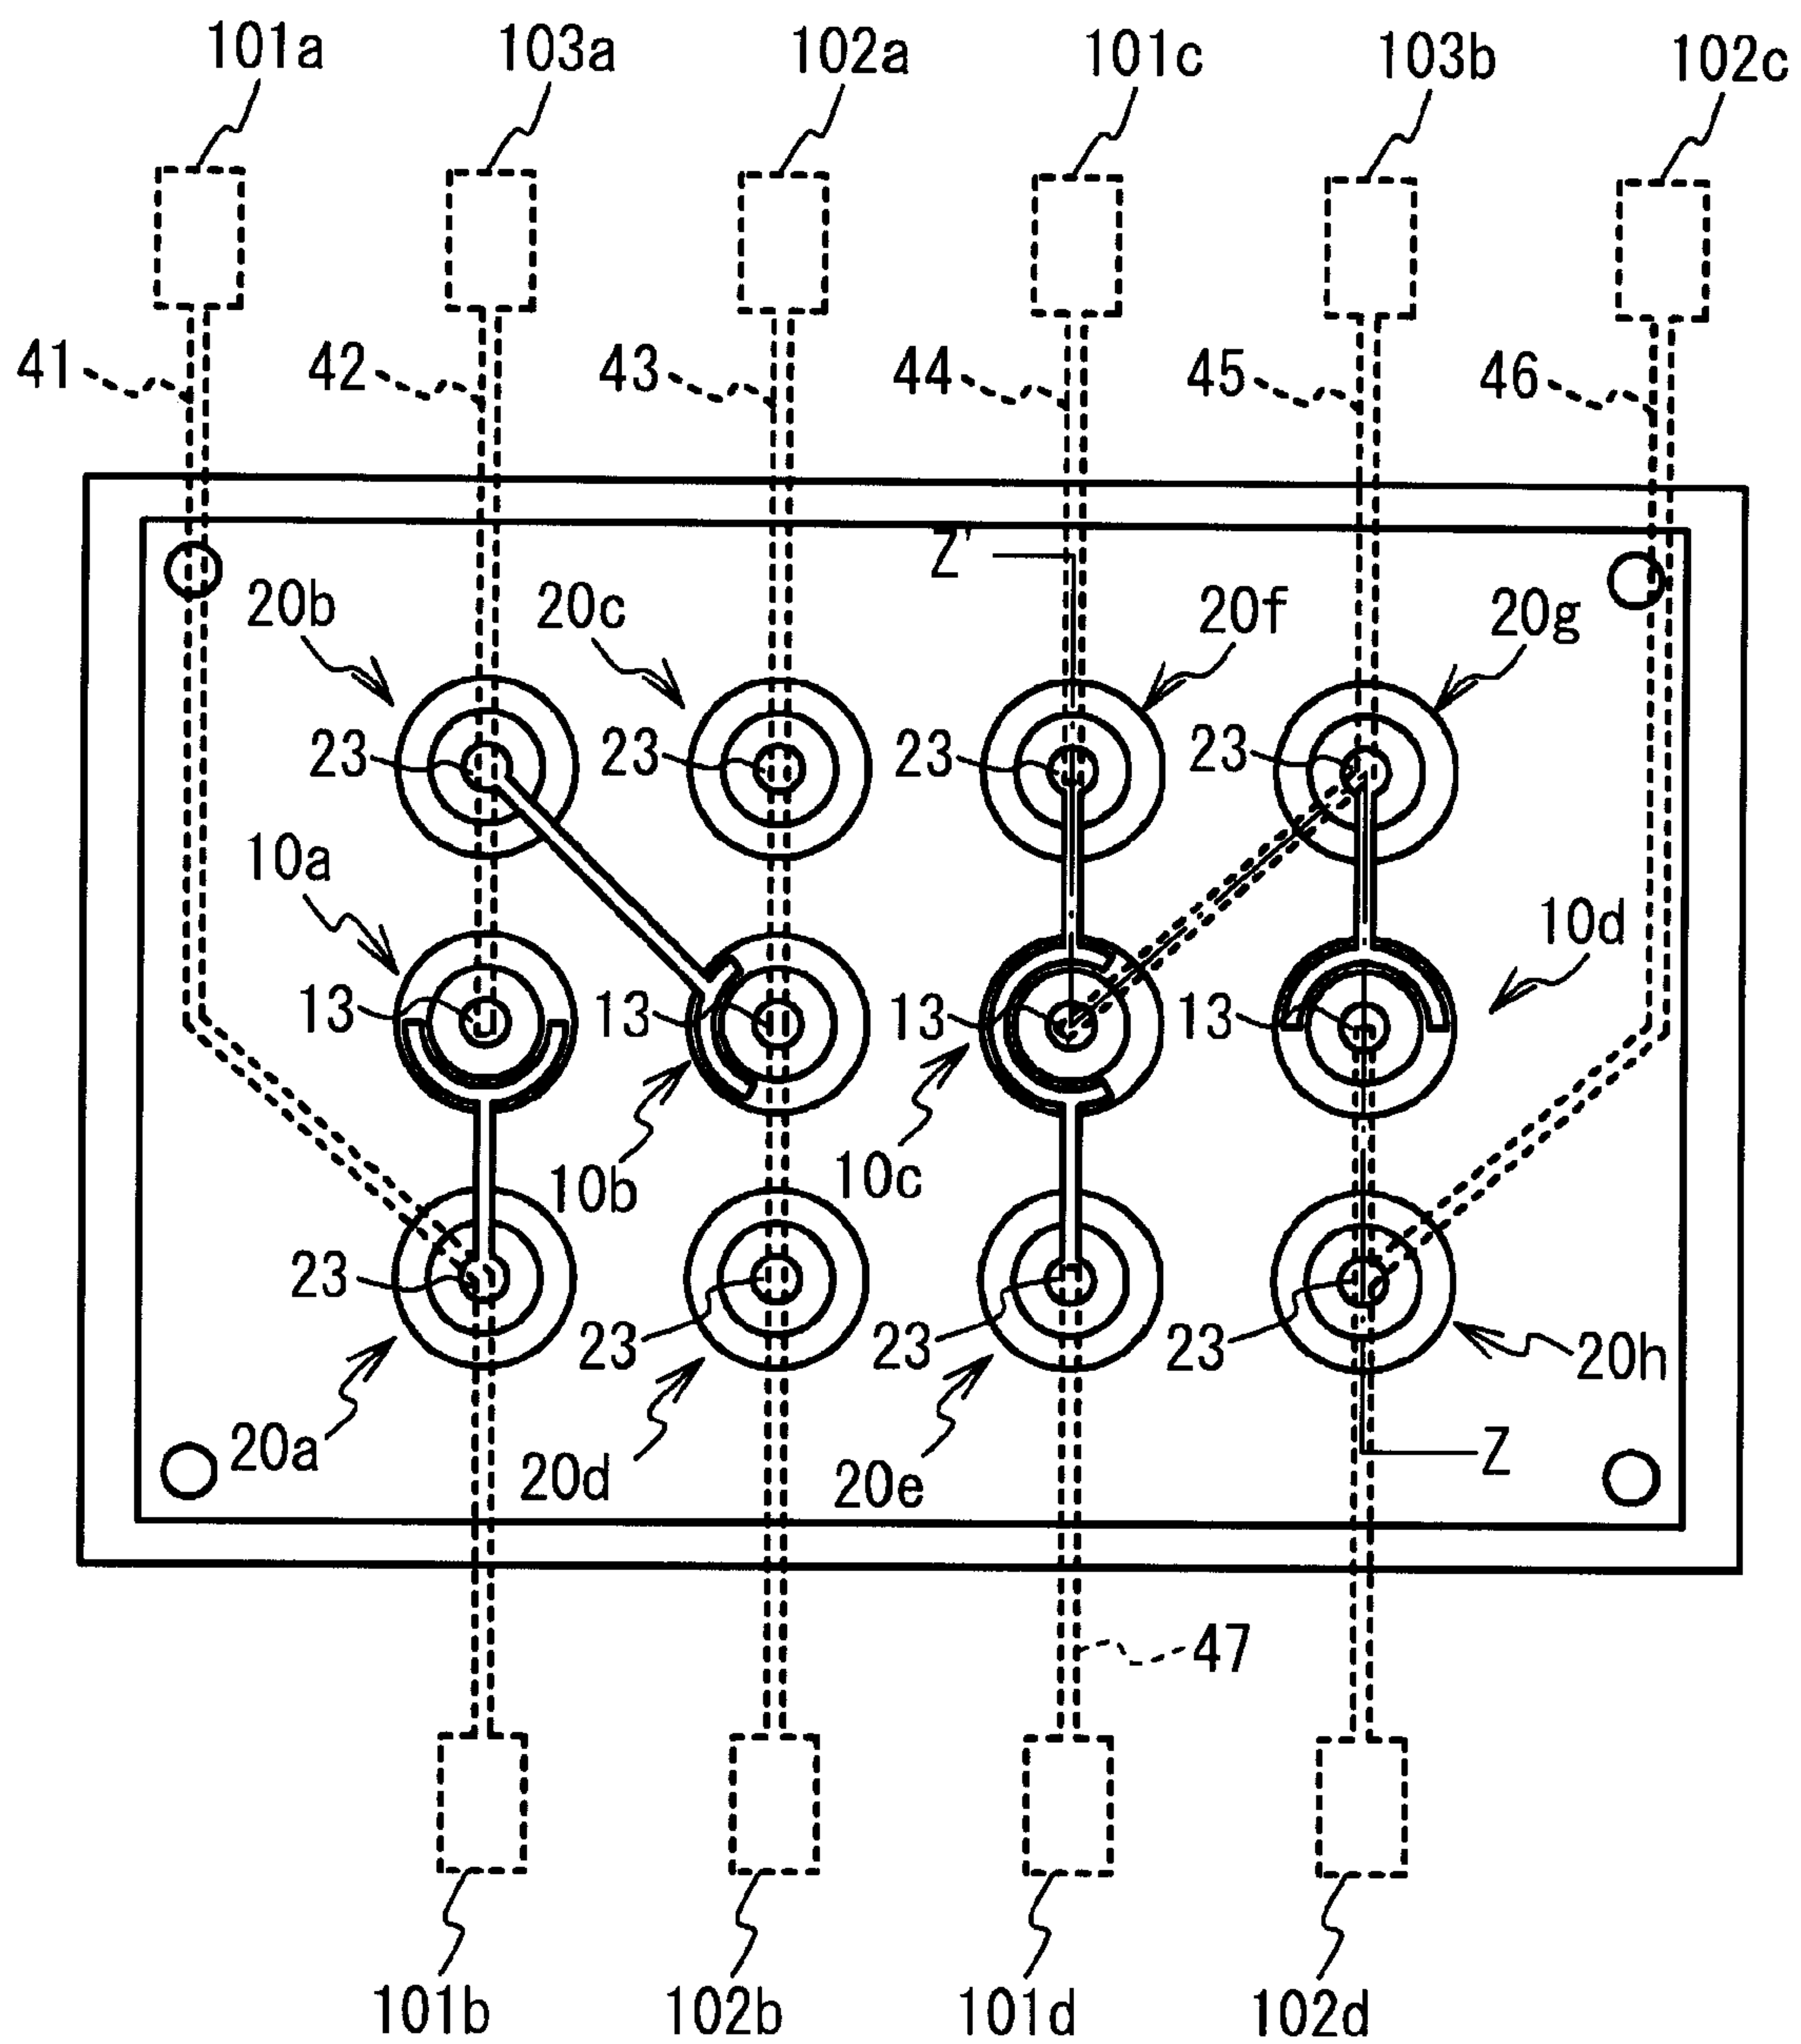 101a 103a 102a 101c 103b 102c
41 42 43 44 45 46
Z'
20b 20c 20f 20g
23 23 23 23
10a 10d
13 13 13 13
10b 10c
23 23 23 23
20a 20d 20e 20h
Z
47
101b 102b 101d 102d